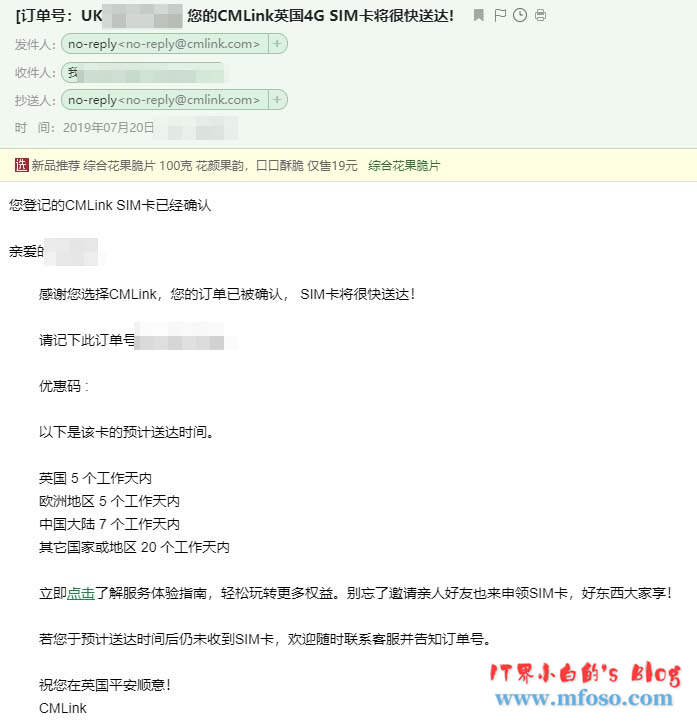 [订单号：UK 您的CMLink英国4G SIM卡将很快送达!
发件人：no-reply<no-reply@cmlink.com> +
收件人：我
抄送人：no-reply<no-reply@cmlink.com> +
时 间：2019年07月20日
选 新品推荐 综合花果脆片 100克 花颜果韵，口口酥脆 仅售19元 综合花果脆片
您登记的CMLink SIM卡已经确认
亲爱的
感谢您选择CMLink，您的订单已被确认， SIM卡将很快送达！
请记下此订单号
优惠码 :
以下是该卡的预计送达时间。
英国 5 个工作天内
欧洲地区 5 个工作天内
中国大陆 7 个工作天内
其它国家或地区 20 个工作天内
立即点击了解服务体验指南，轻松玩转更多权益。别忘了邀请亲人好友也来申领SIM卡，好东西大家享！
若您于预计送达时间后仍未收到SIM卡，欢迎随时联系客服并告知订单号。
祝您在英国平安顺意！
CMLink
IT界小白的's Blog
www.mfoso.com